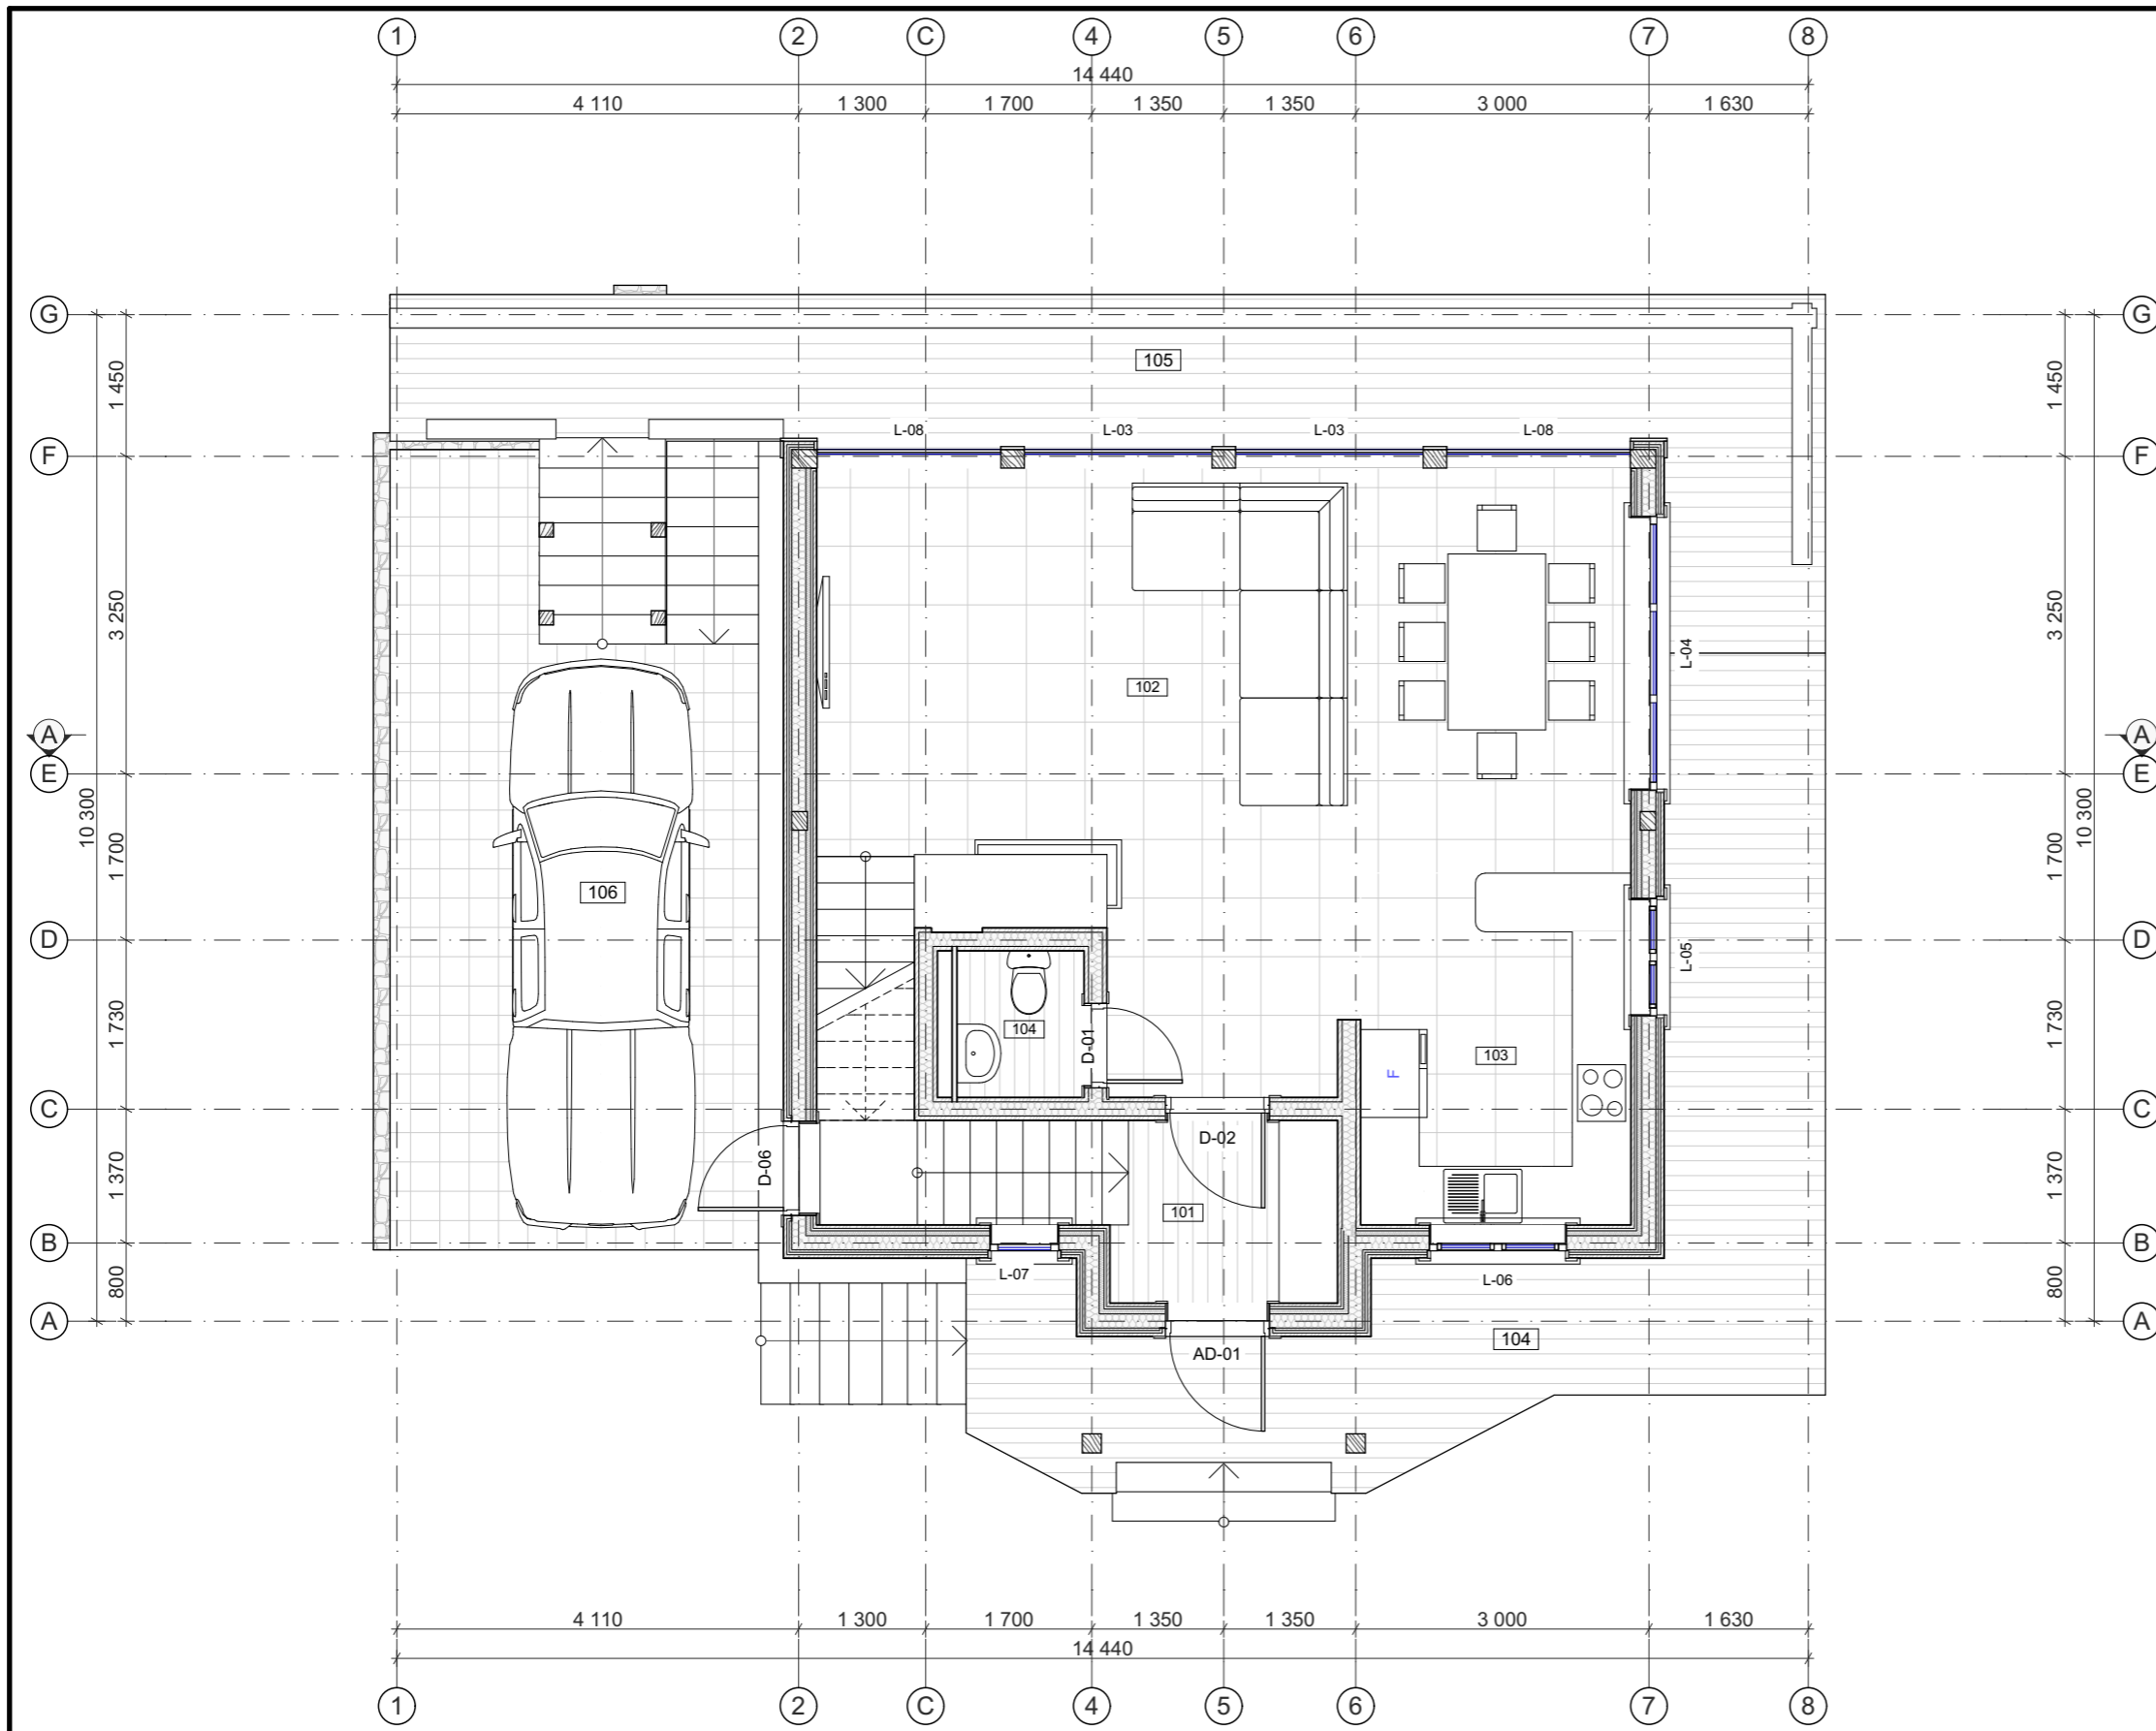 1 2 C 4 5 6 7 8
14 440
4 110 1 300 1 700 1 350 1 350 3 000 1 630
G G
105
1 450 1 450
L-08 L-03 L-03 L-08
F F
3 250 3 250
L-04
102
A A
E E
10 300 10 300
1 700 1 700
106
D D
L-05
104
D-01
103
F
1 730 1 730
C C
D-02
D-06
1 370 1 370
101
B B
L-07 L-06
800 800
A A
104
AD-01
4 110 1 300 1 700 1 350 1 350 3 000 1 630
14 440
1 2 C 4 5 6 7 8